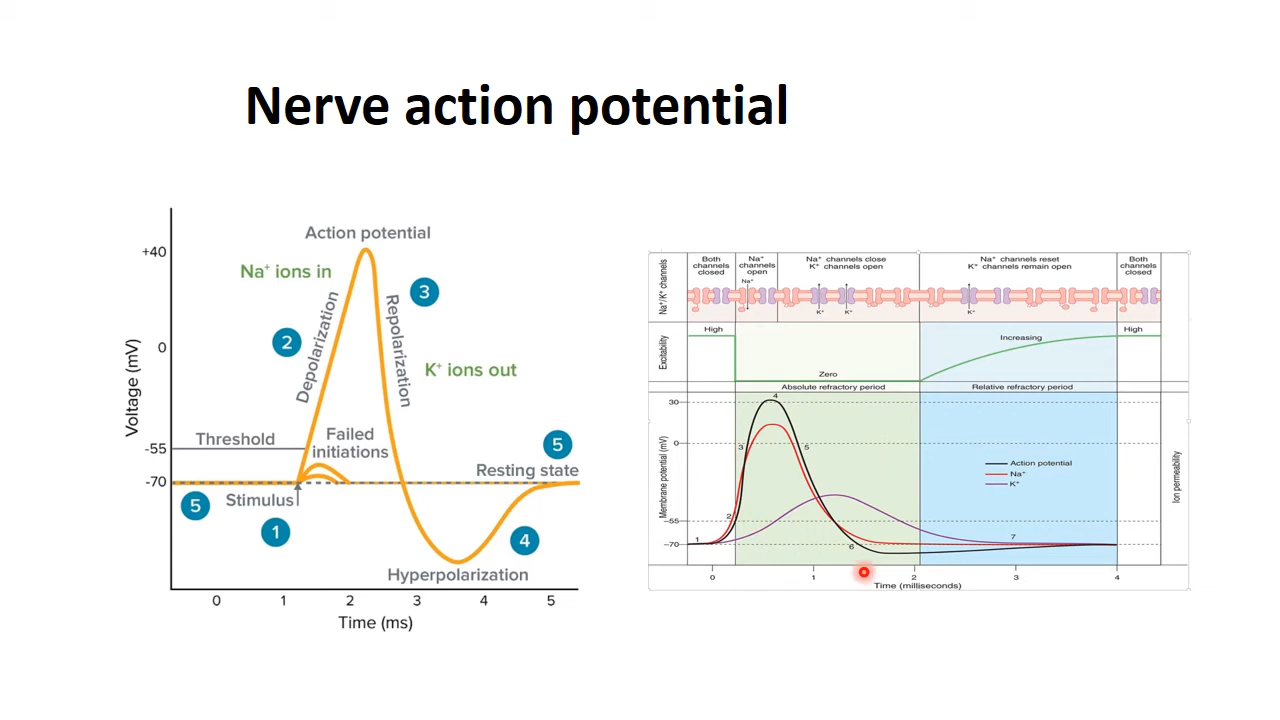 Nerve action potential
Action potential
+40
Na⁺ ions in
3
Depolarization
Repolarization
2
0
K⁺ ions out
Voltage (mV)
Threshold
Failed
initiations
5
-55
Resting state
-70
5
Stimulus
1
4
Hyperpolarization
0 1 2 3 4 5
Time (ms)
Na⁺/K⁺ channels
Both
channels
closed
Na⁺
channels
open
Na⁺ channels close
K⁺ channels open
Na⁺ channels reset
K⁺ channels remain open
Both
channels
closed
Na⁺
K⁺ K⁺ K⁺
Excitability
High
Zero
Increasing
High
Absolute refractory period
Relative refractory period
Membrane potential (mV)
30
0
–55
–70
1
2
3
4
5
6
7
Action potential
Na⁺
K⁺
Ion permeability
0 1 2 3 4
Time (milliseconds)